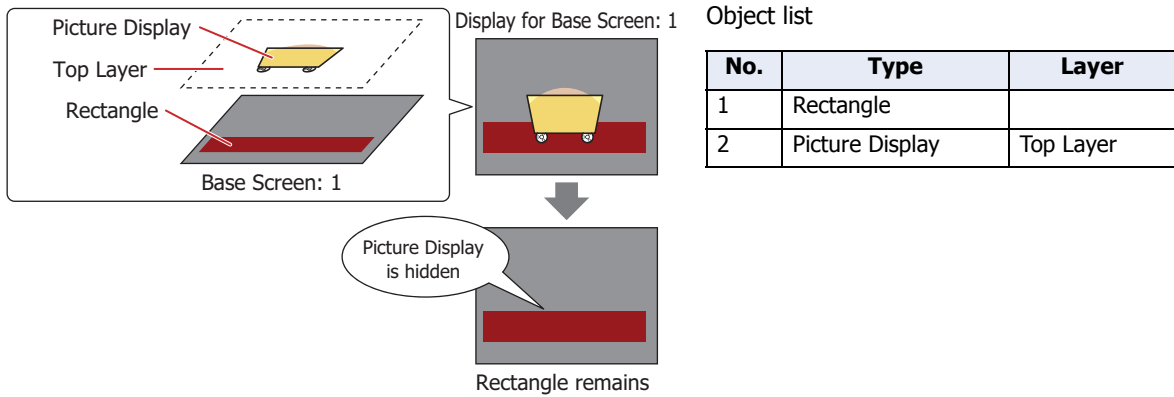 Picture Display
Top Layer
Rectangle
Base Screen: 1
Display for Base Screen: 1
Picture Display
is hidden
Rectangle remains
Object list
No. Type Layer
1 Rectangle
2 Picture Display Top Layer